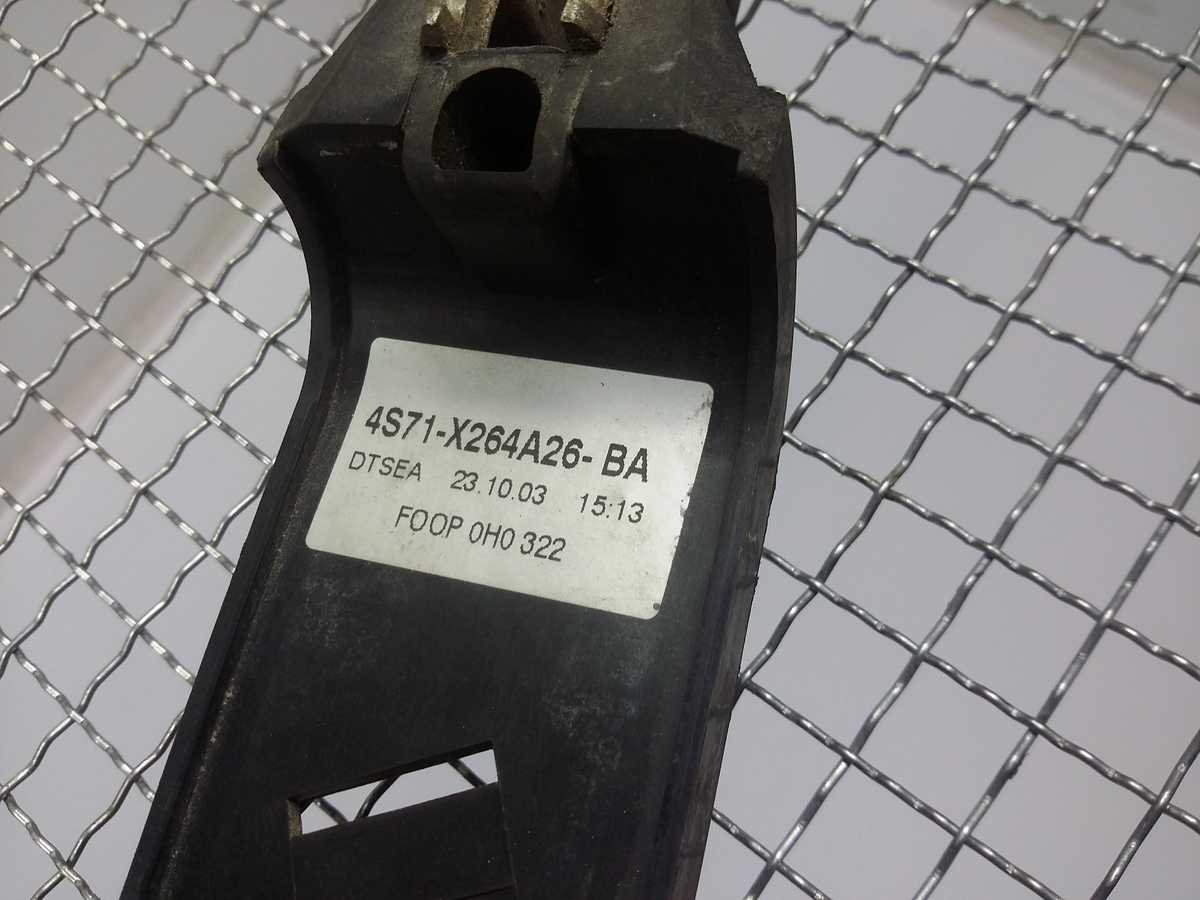 4S71-X264A26- BA
DTSEA 23.10.03 15:13
FOOP 0H0 322